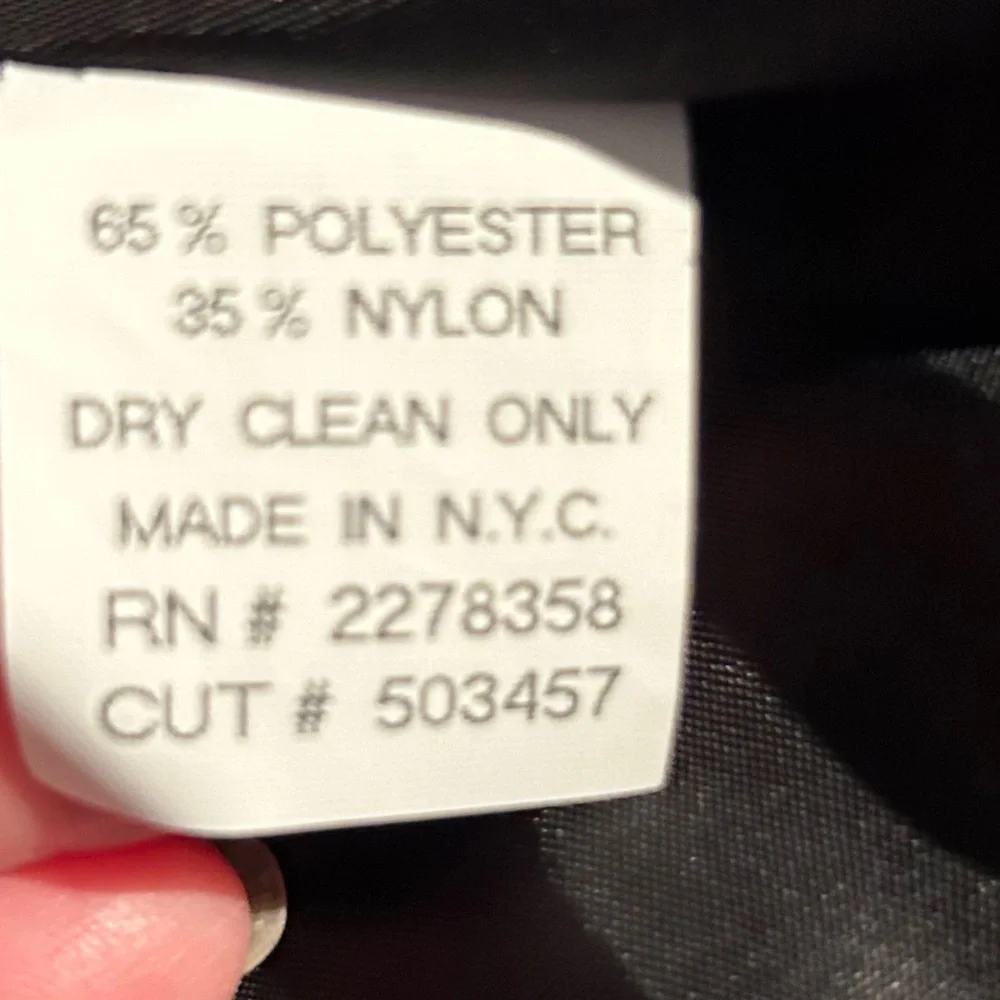 65 % POLYESTER
35 % NYLON
DRY CLEAN ONLY
MADE IN N.Y.C.
RN # 2278358
CUT # 503457